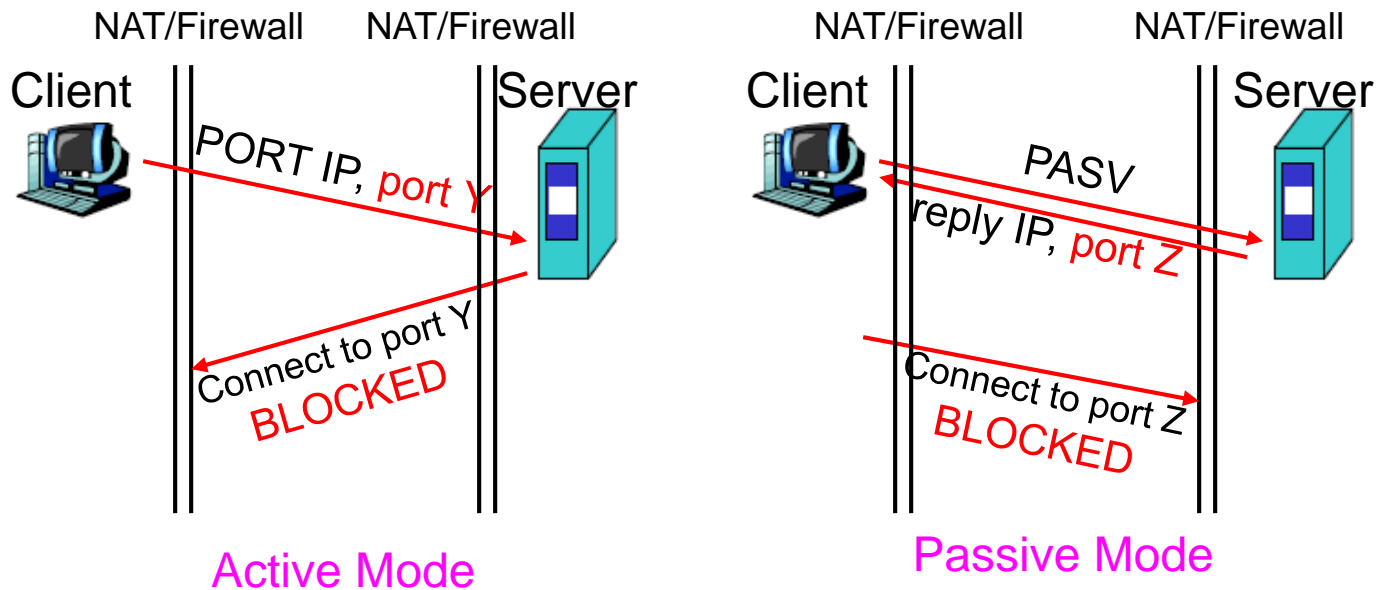 NAT/Firewall NAT/Firewall
Client
Server
PORT IP, port Y
Connect to port Y
BLOCKED
Active Mode
NAT/Firewall NAT/Firewall
Client
Server
PASV
reply IP, port Z
Connect to port Z
BLOCKED
Passive Mode